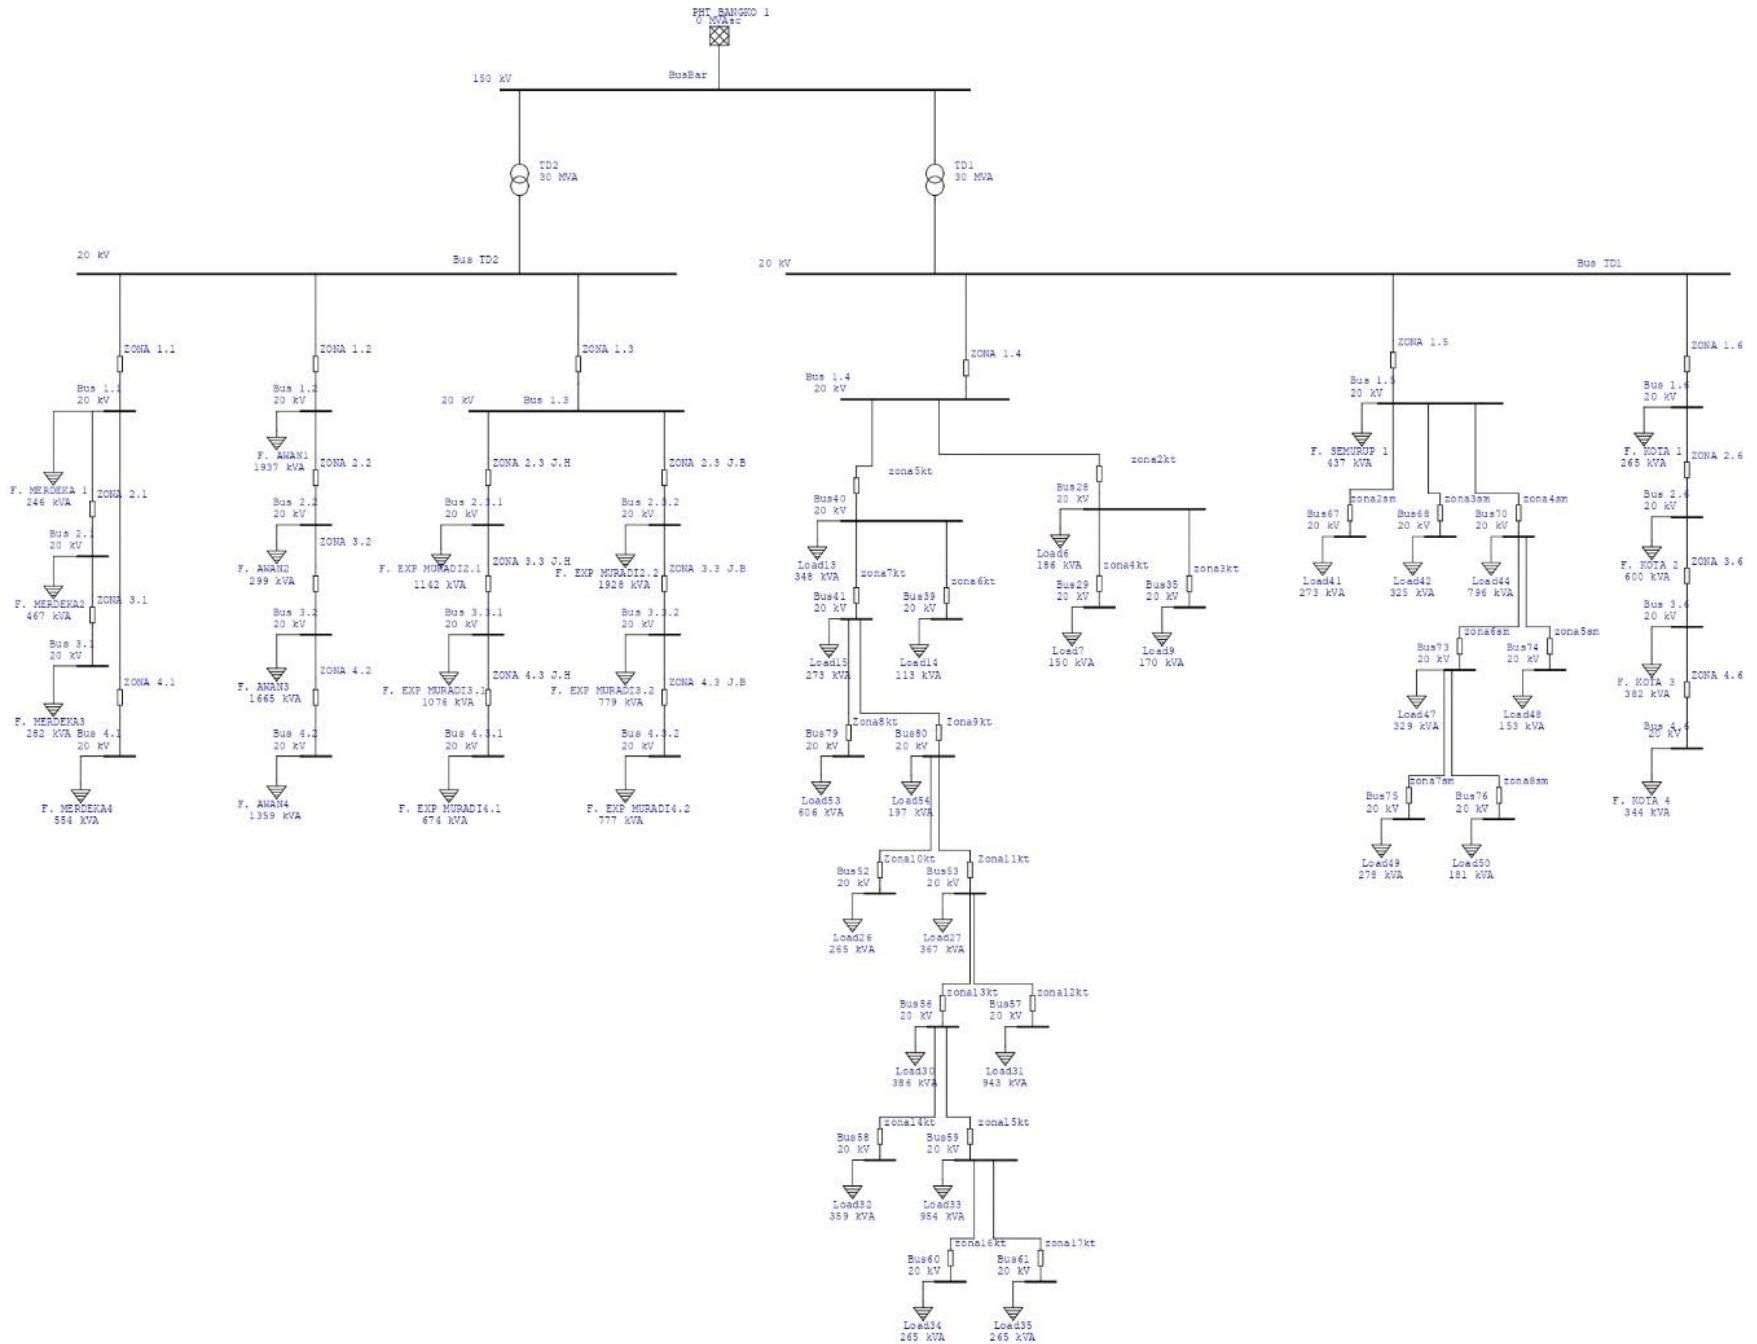 PHT BANGKO 1
0 MVAsc
BusBar
150 kV
TD2
30 MVA
TD1
30 MVA
20 kV
Bus TD2
20 kV
Bus TD1
ZONA 1.1
Bus 1.1
20 kV
F. MERDEKA 1
246 kVA
ZONA 2.1
Bus 2.1
20 kV
F. MERDEKA2
467 kVA
ZONA 3.1
Bus 3.1
20 kV
F. MERDEKA3
282 kVA
ZONA 4.1
Bus 4.1
20 kV
F. MERDEKA4
554 kVA
ZONA 1.2
Bus 1.2
20 kV
F. AWAN1
1937 kVA
ZONA 2.2
Bus 2.2
20 kV
F. AWAN2
299 kVA
ZONA 3.2
Bus 3.2
20 kV
F. AWAN3
1665 kVA
ZONA 4.2
Bus 4.2
20 kV
F. AWAN4
1359 kVA
ZONA 1.3
20 kV
Bus 1.3
ZONA 2.3 J.H
Bus 2.3.1
20 kV
F. EXP MURADI2.1
1142 kVA
ZONA 3.3 J.H
Bus 3.3.1
20 kV
F. EXP MURADI3.1
1076 kVA
ZONA 4.3 J.H
Bus 4.3.1
20 kV
F. EXP MURADI4.1
674 kVA
ZONA 2.3 J.B
Bus 2.3.2
20 kV
F. EXP MURADI2.2
1928 kVA
ZONA 3.3 J.B
Bus 3.3.2
20 kV
F. EXP MURADI3.2
779 kVA
ZONA 4.3 J.B
Bus 4.3.2
20 kV
F. EXP MURADI4.2
777 kVA
ZONA 1.4
Bus 1.4
20 kV
zona5kt
Bus40
20 kV
Load13
348 kVA
zona7kt
Bus41
20 kV
Load15
273 kVA
zona6kt
Bus39
20 kV
Load14
113 kVA
zona2kt
Bus28
20 kV
Load6
186 kVA
zona4kt
Bus29
20 kV
Load7
150 kVA
zona3kt
Bus35
20 kV
Load9
170 kVA
Zona8kt
Bus79
20 kV
Load53
606 kVA
Zona9kt
Bus80
20 kV
Load54
197 kVA
Zona10kt
Bus52
20 kV
Load26
265 kVA
Zona11kt
Bus53
20 kV
Load27
367 kVA
zona13kt
Bus56
20 kV
Load30
386 kVA
zona12kt
Bus57
20 kV
Load31
943 kVA
zona14kt
Bus58
20 kV
Load32
359 kVA
zona15kt
Bus59
20 kV
Load33
954 kVA
zona16kt
Bus60
20 kV
Load34
265 kVA
zona17kt
Bus61
20 kV
Load35
265 kVA
ZONA 1.5
Bus 1.5
20 kV
F. SEMURUP 1
437 kVA
zona2sm
Bus67
20 kV
Load41
273 kVA
zona3sm
Bus68
20 kV
Load42
325 kVA
zona4sm
Bus70
20 kV
Load44
796 kVA
zona6sm
Bus73
20 kV
Load47
329 kVA
zona5sm
Bus74
20 kV
Load48
153 kVA
zona7sm
Bus75
20 kV
Load49
278 kVA
zona8sm
Bus76
20 kV
Load50
181 kVA
ZONA 1.6
Bus 1.6
20 kV
F. KOTA 1
265 kVA
ZONA 2.6
Bus 2.6
20 kV
F. KOTA 2
600 kVA
ZONA 3.6
Bus 3.6
20 kV
F. KOTA 3
382 kVA
ZONA 4.6
Bus 4.6
20 kV
F. KOTA 4
344 kVA